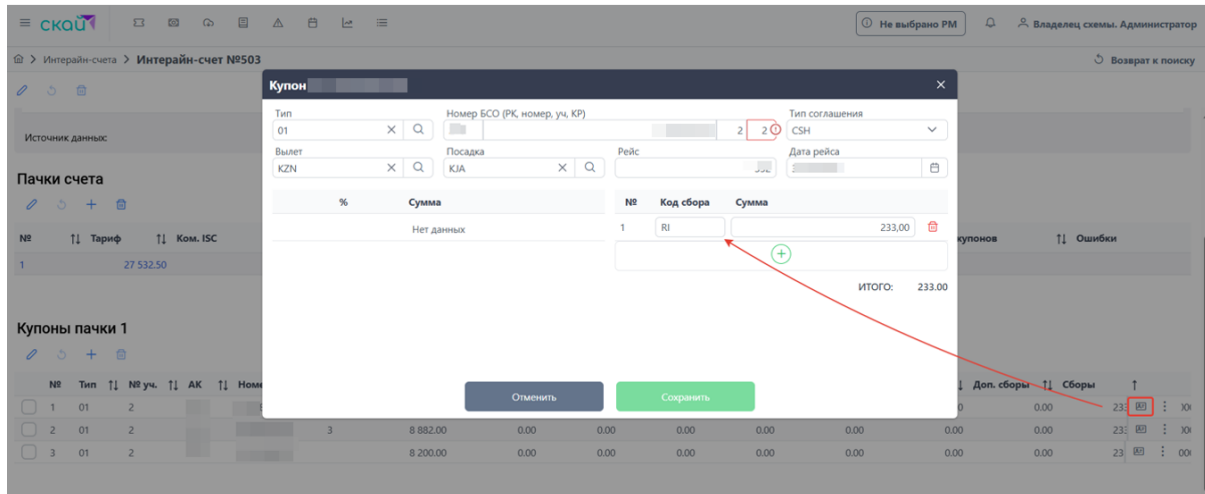 скай
Не выбрано РМ
Владелец схемы. Администратор
Интерайн-счета > Интерайн-счет №503
Возврат к поиску
Источник данных:
Пачки счета
№ Тариф Ком. ISC купонов Ошибки
1 27 532.50
Купоны пачки 1
Купон
Тип Номер БСО (РК, номер, уч, КР) Тип соглашения
01 2 2 CSH
Вылет Посадка Рейс Дата рейса
KZN KJA
% Сумма № Код сбора Сумма
Нет данных 1 RI 233,00
ИТОГО: 233.00
Отменить Сохранить
№ Тип № уч. АК Доп. сборы Сборы
1 01 2 0.00
2 01 2 3 8 882.00 0.00 0.00 0.00 0.00 0.00 0.00 0.00
3 01 2 8 200.00 0.00 0.00 0.00 0.00 0.00 0.00 0.00